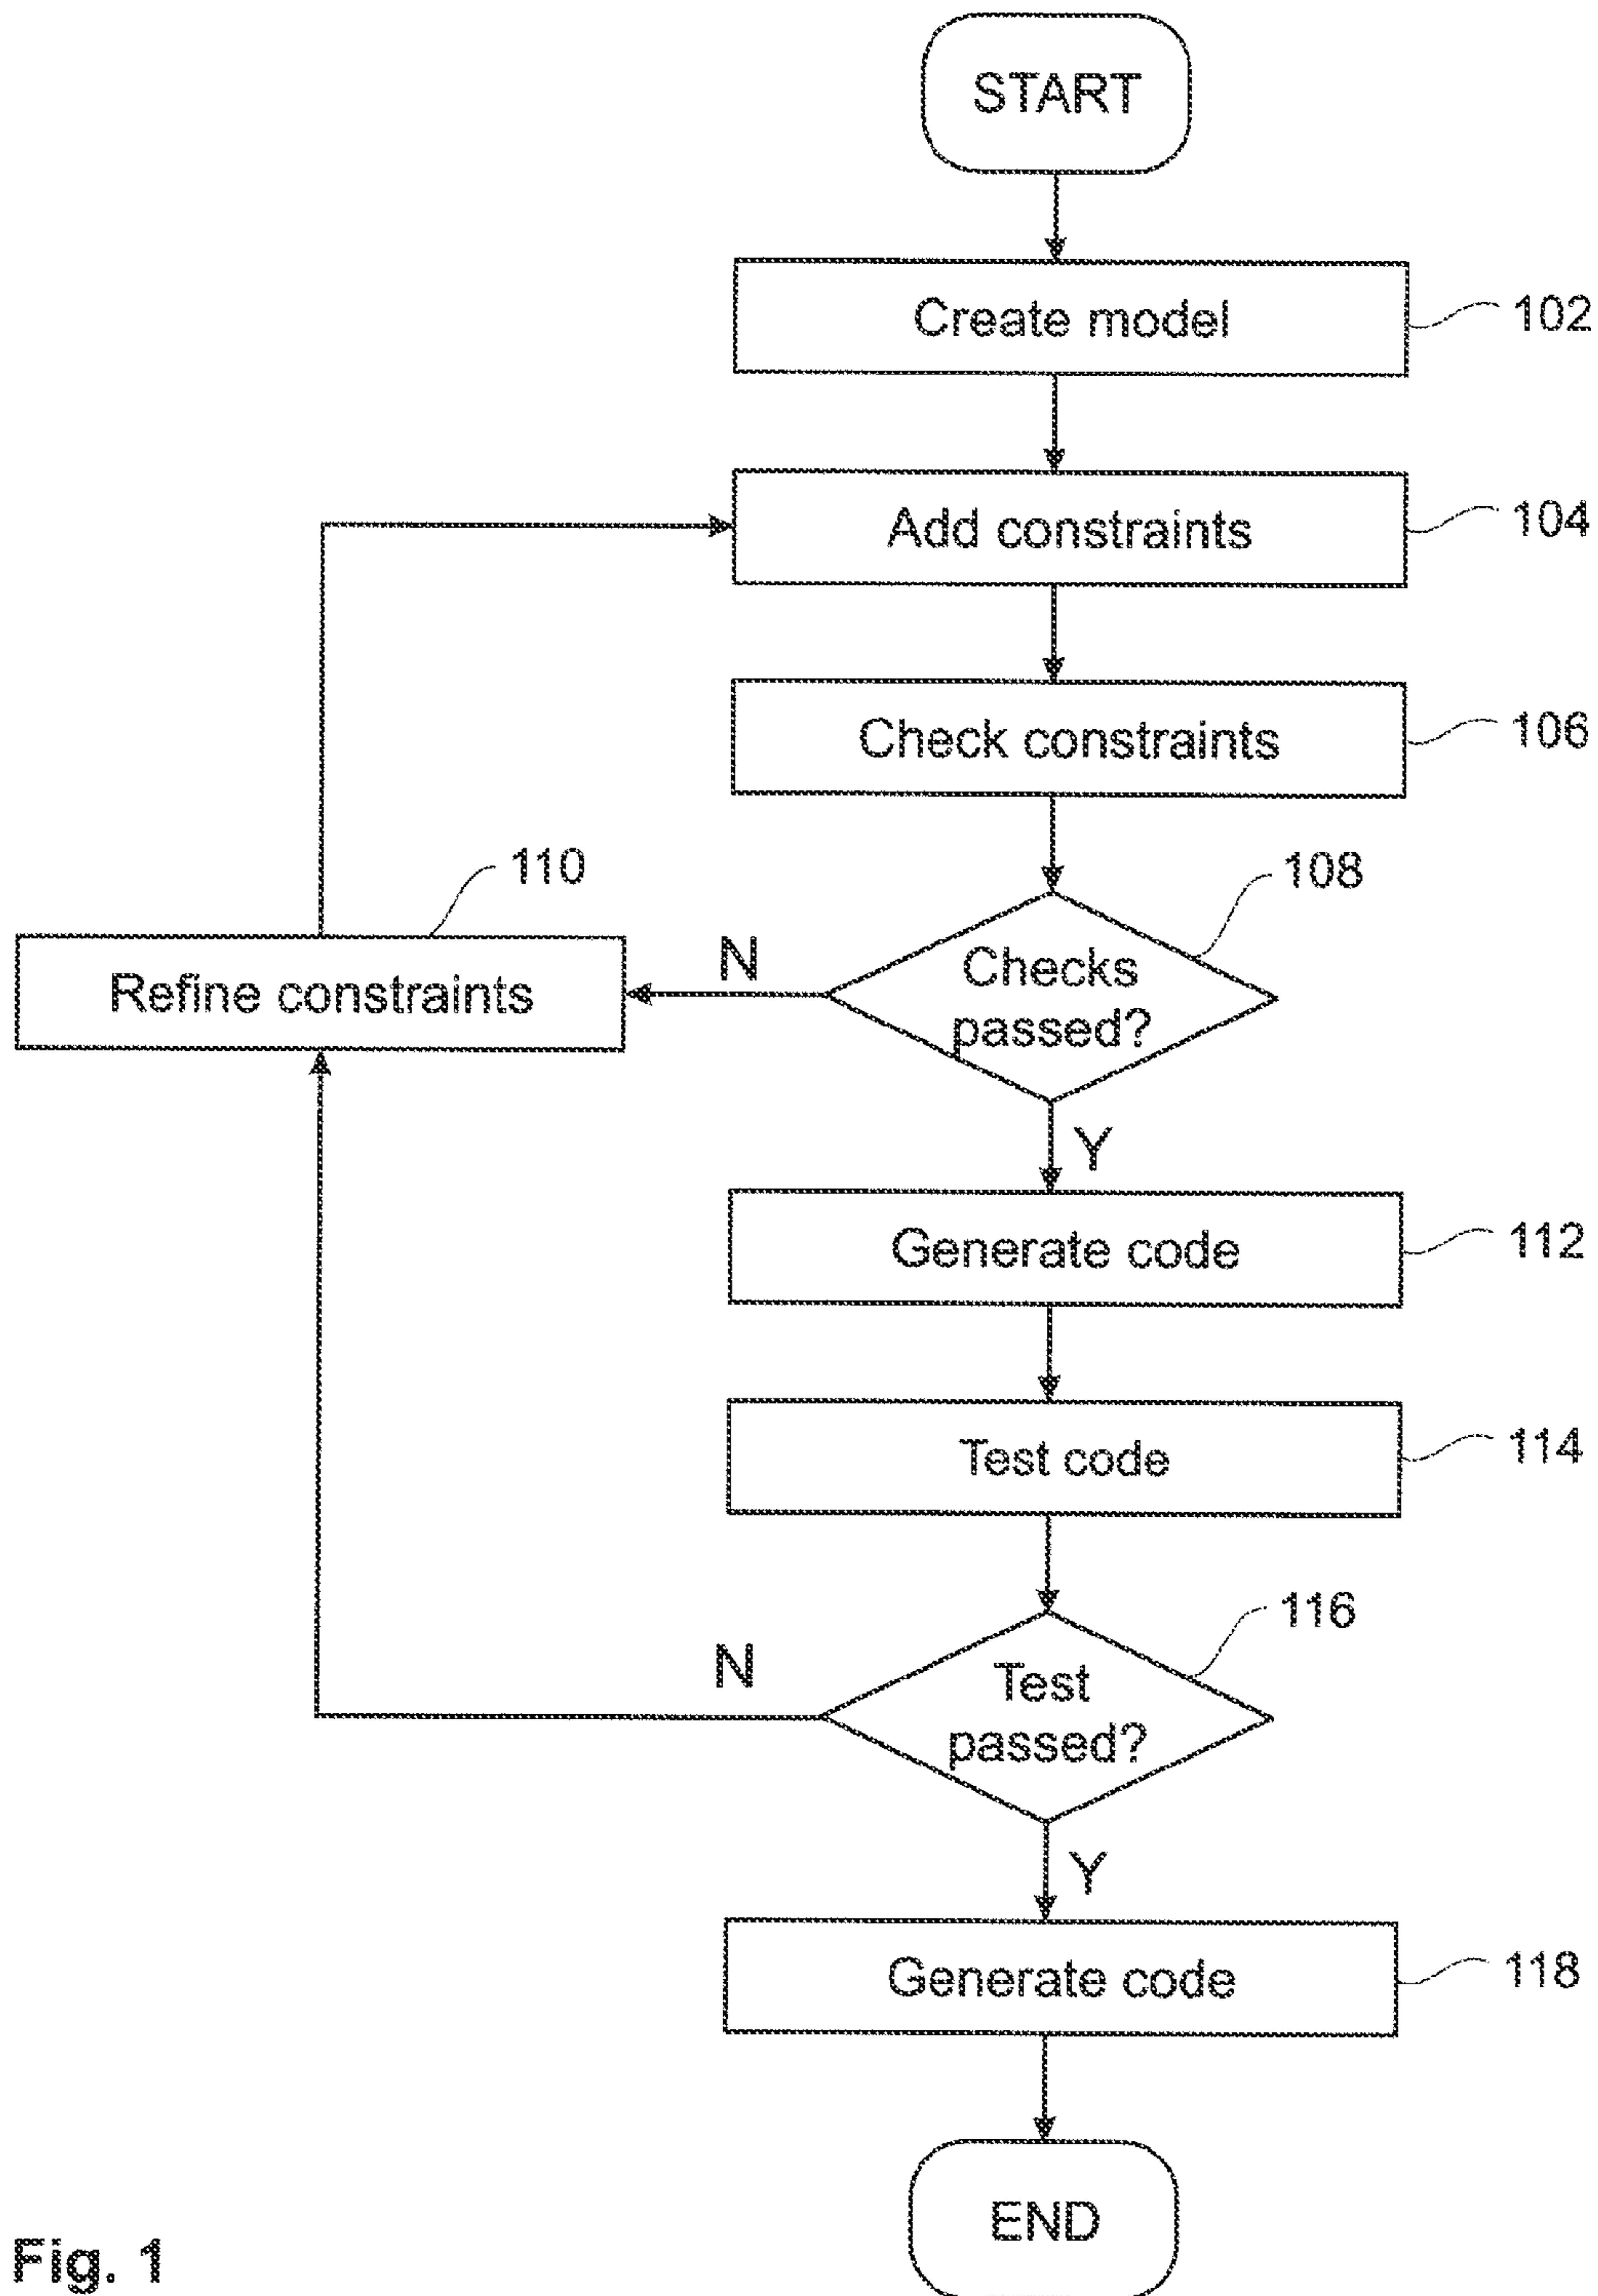 START
Create model
102
Add constraints
104
Check constraints
106
110
108
Refine constraints
N
Checks
passed?
Y
Generate code
112
Test code
114
116
N
Test
passed?
Y
Generate code
118
END
Fig. 1